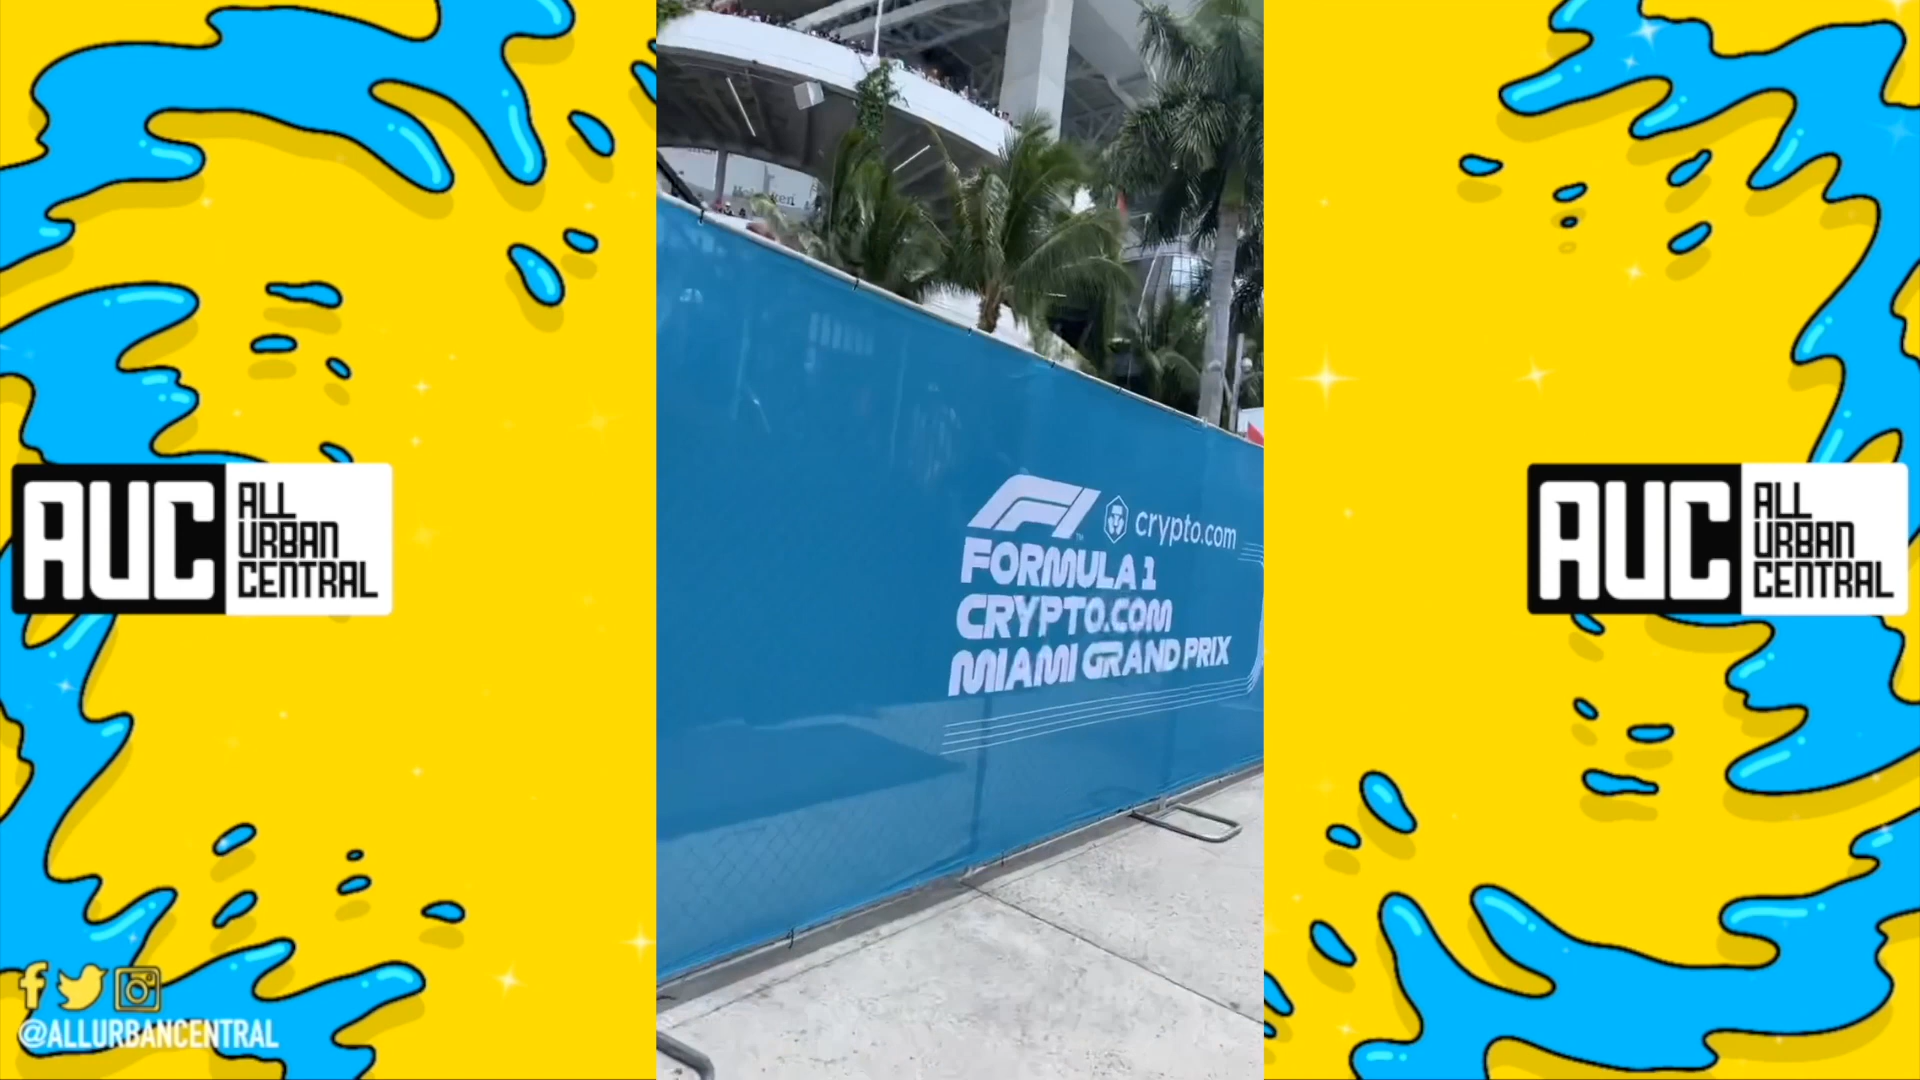 AUC
ALL
URBAN
CENTRAL
@ALLURBANCENTRAL
F1
crypto.com
FORMULA 1
CRYPTO.COM
MIAMI GRAND PRIX
AUC
ALL
URBAN
CENTRAL